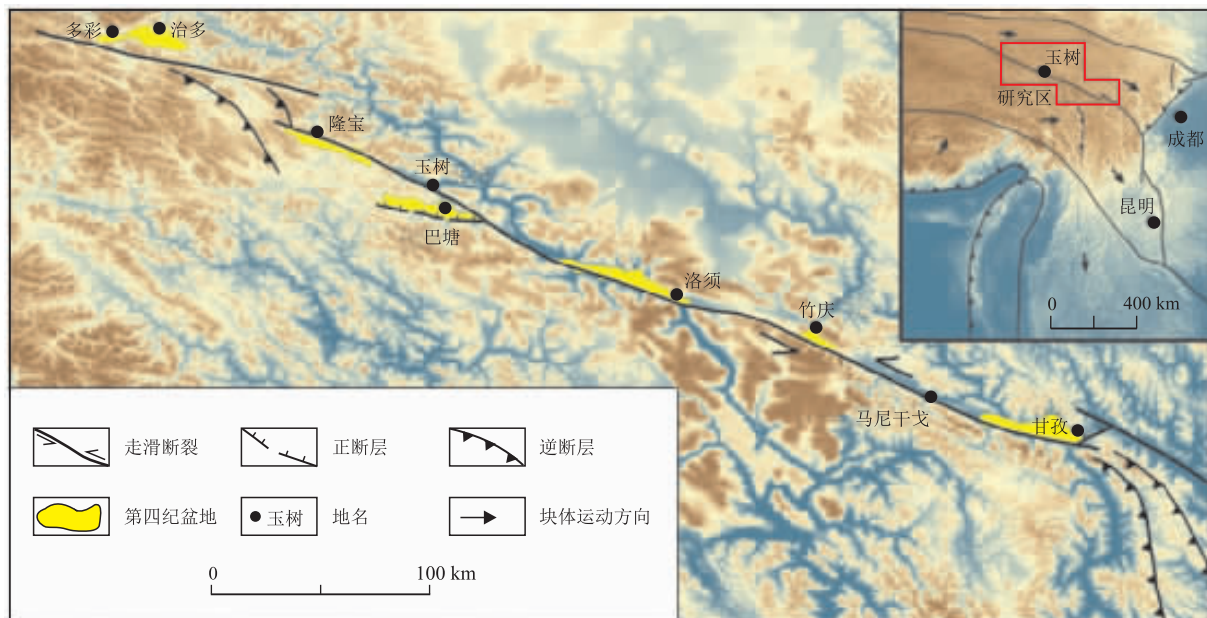 多彩
治多
隆宝
玉树
巴塘
洛须
竹庆
马尼干戈
甘孜
玉树
研究区
成都
昆明
0 400 km
走滑断裂
正断层
逆断层
第四纪盆地
玉树
地名
块体运动方向
0 100 km